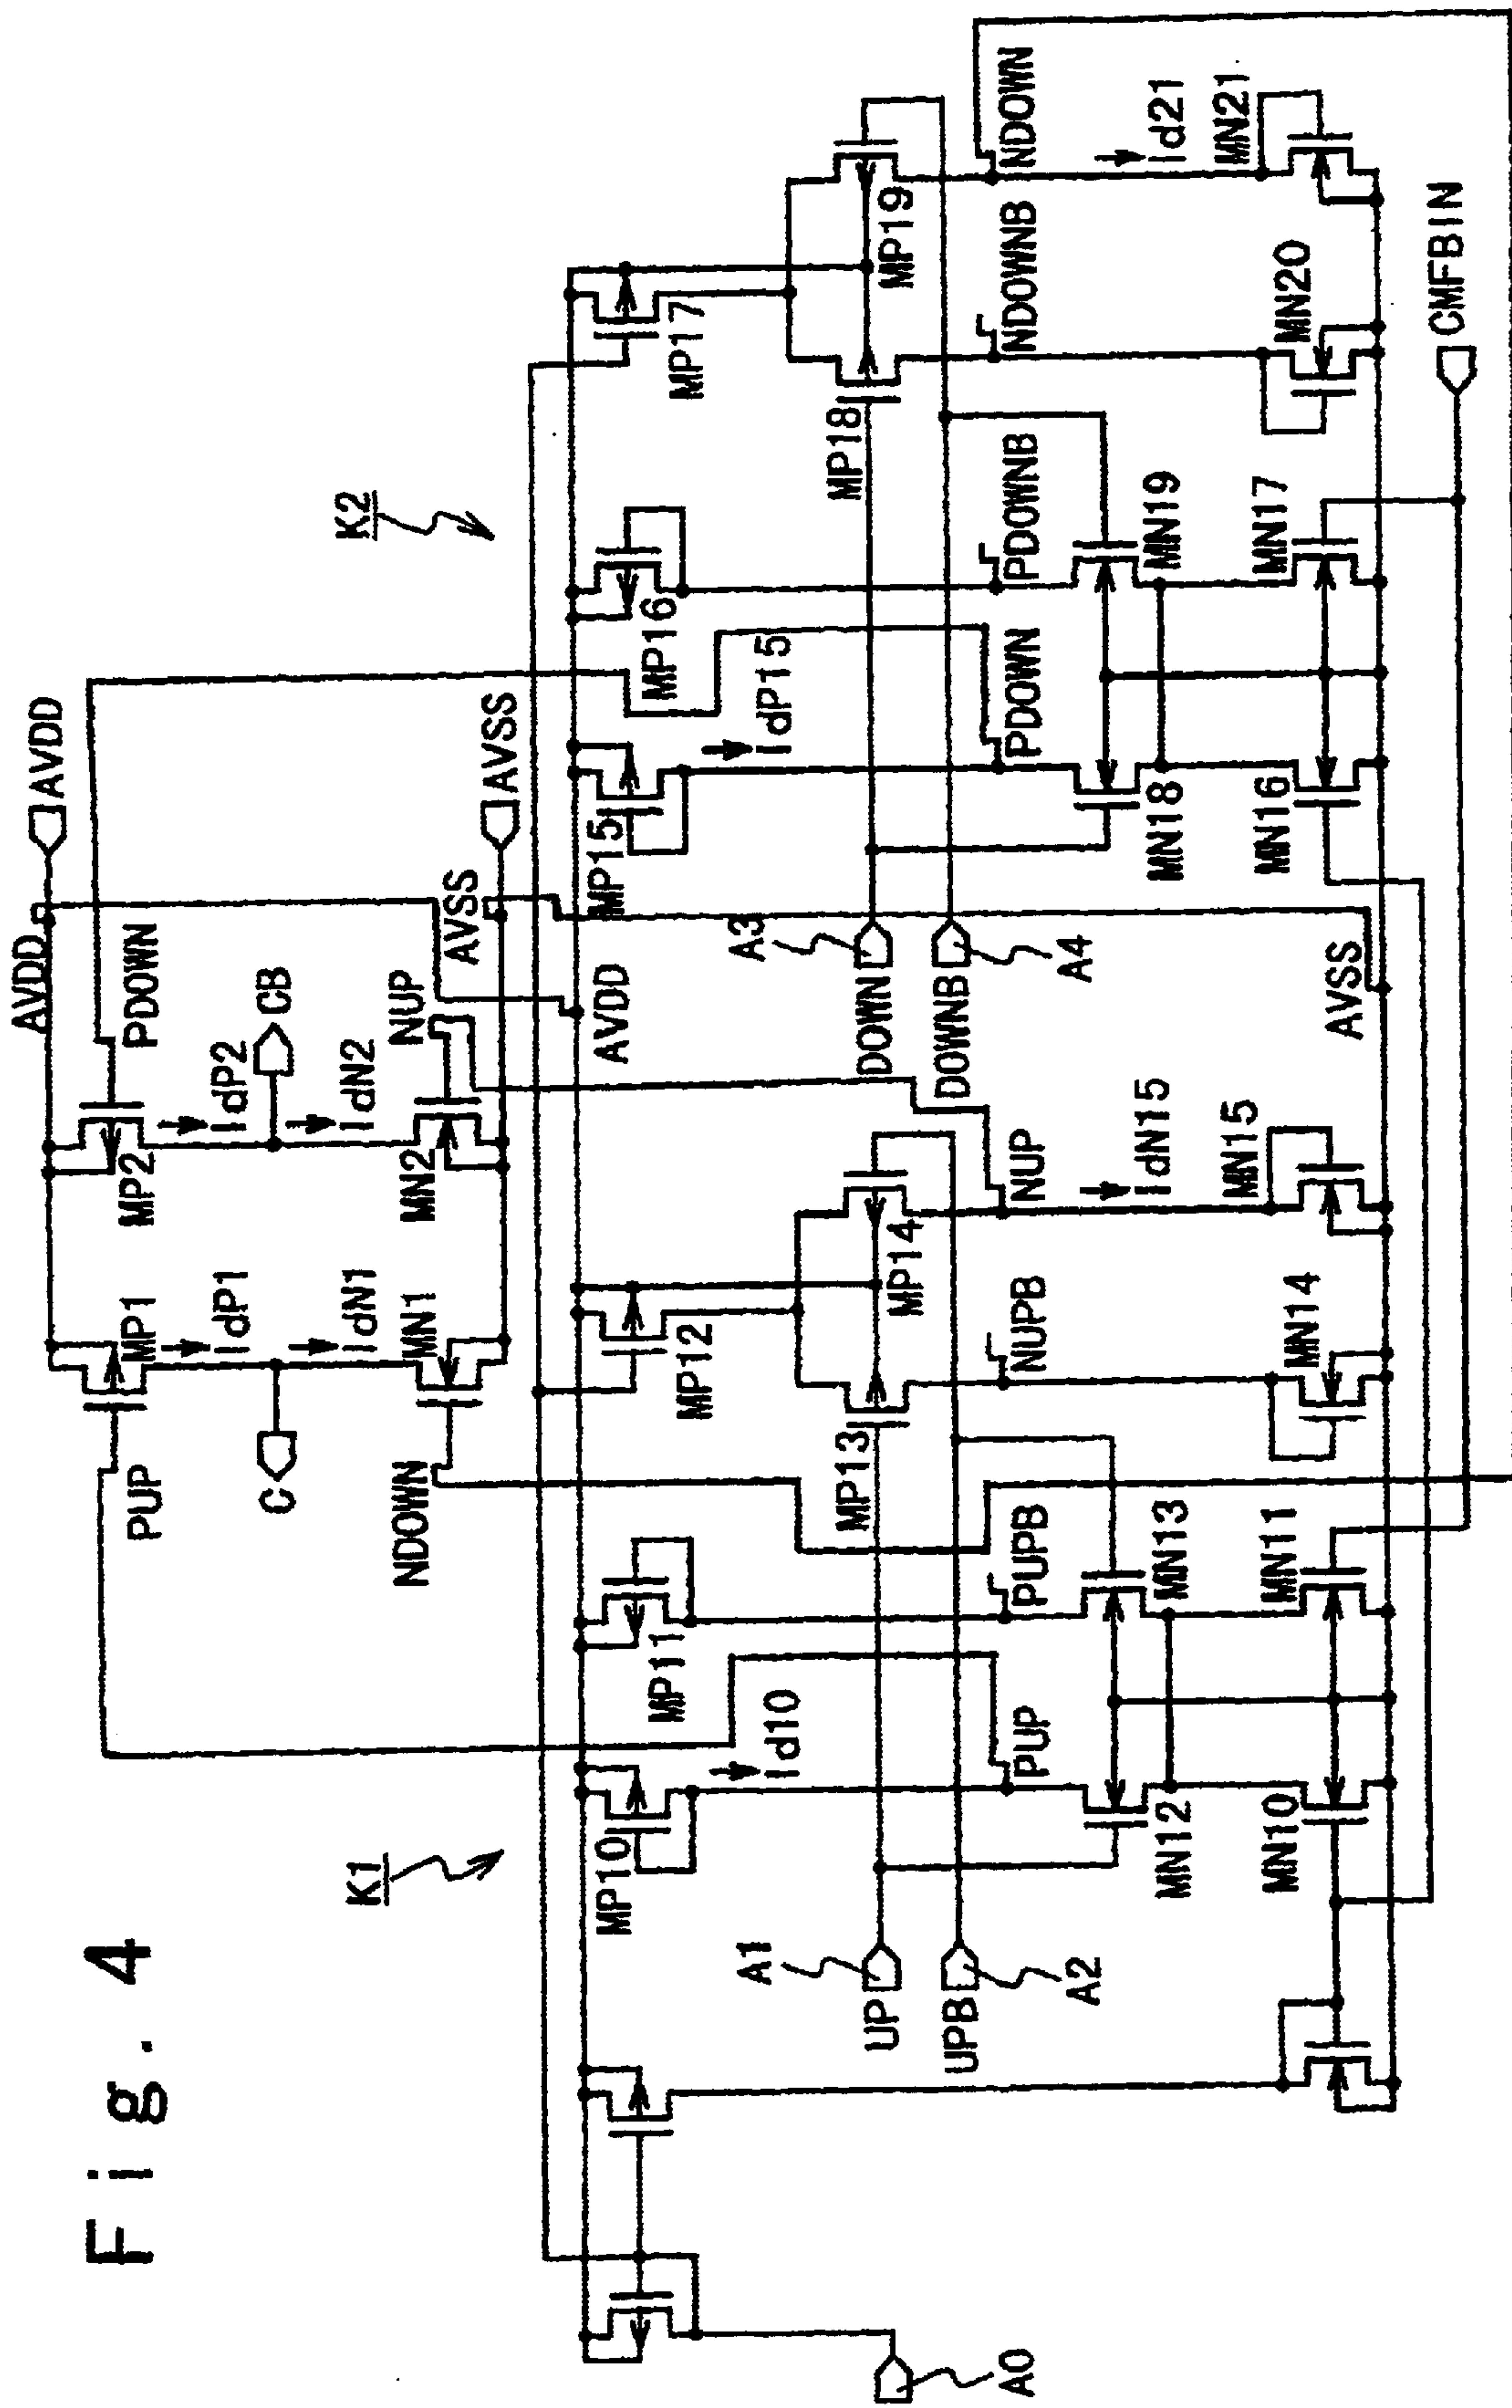 Fig. 4
AVDD
AVDD
PUP
MP1
MP2
PDOWN
IdP1
IdP2
C
CB
IdN1
IdN2
NDOWN
MN1
MN2
NUP
AVSS
AVSS
K1
K2
AVDD
MP10
MP11
MP12
MP15
MP16
MP17
Id10
IdP15
A1
UP
MP13
MP14
A3
DOWN
MP18
MP19
UPB
A2
DOWNB
A4
A0
PUP
PUPB
NUPB
NUP
PDOWN
PDOWNB
NDOWNB
NDOWN
IdN15
Id21
MN12
MN13
MN18
MN19
MN10
MN11
MN14
MN15
AVSS
MN16
MN17
MN20
MN21
CMFBIN